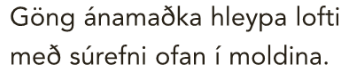 Göng ánamaðka hleypa lofti
með súrefni ofan í moldina.